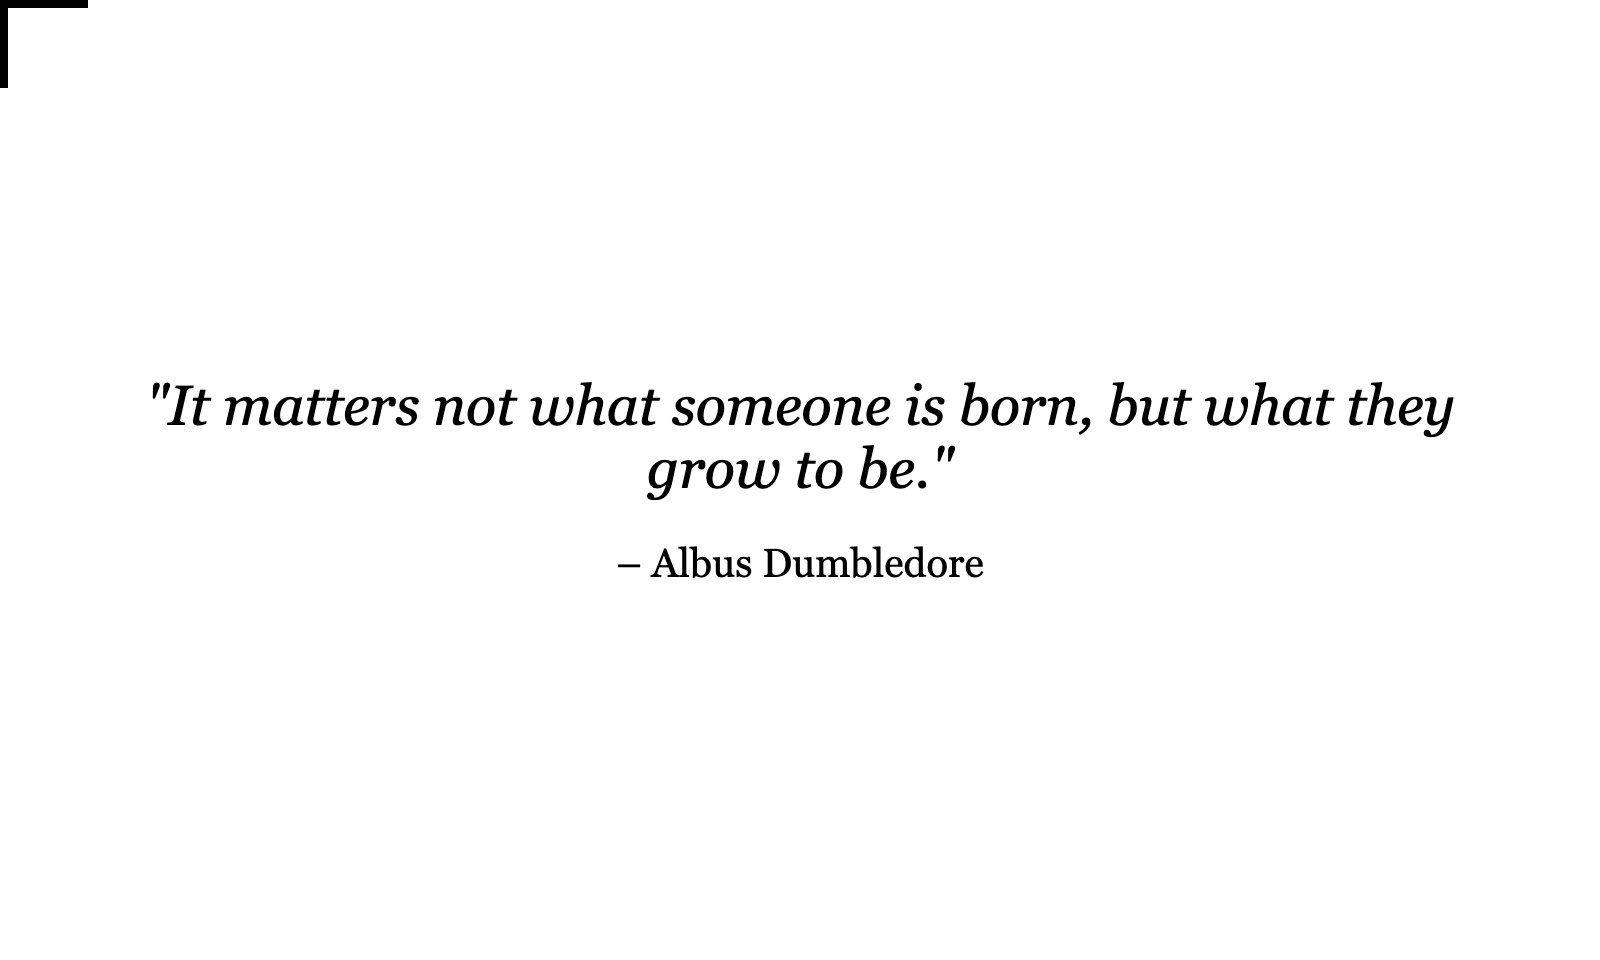 "It matters not what someone is born, but what they
grow to be."
– Albus Dumbledore